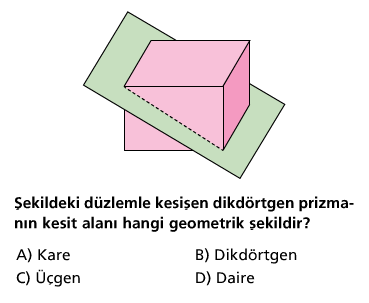 Şekildeki düzlemle kesişen dikdörtgen prizma-
nın kesit alanı hangi geometrik şekildir?
A) Kare B) Dikdörtgen
C) Üçgen D) Daire